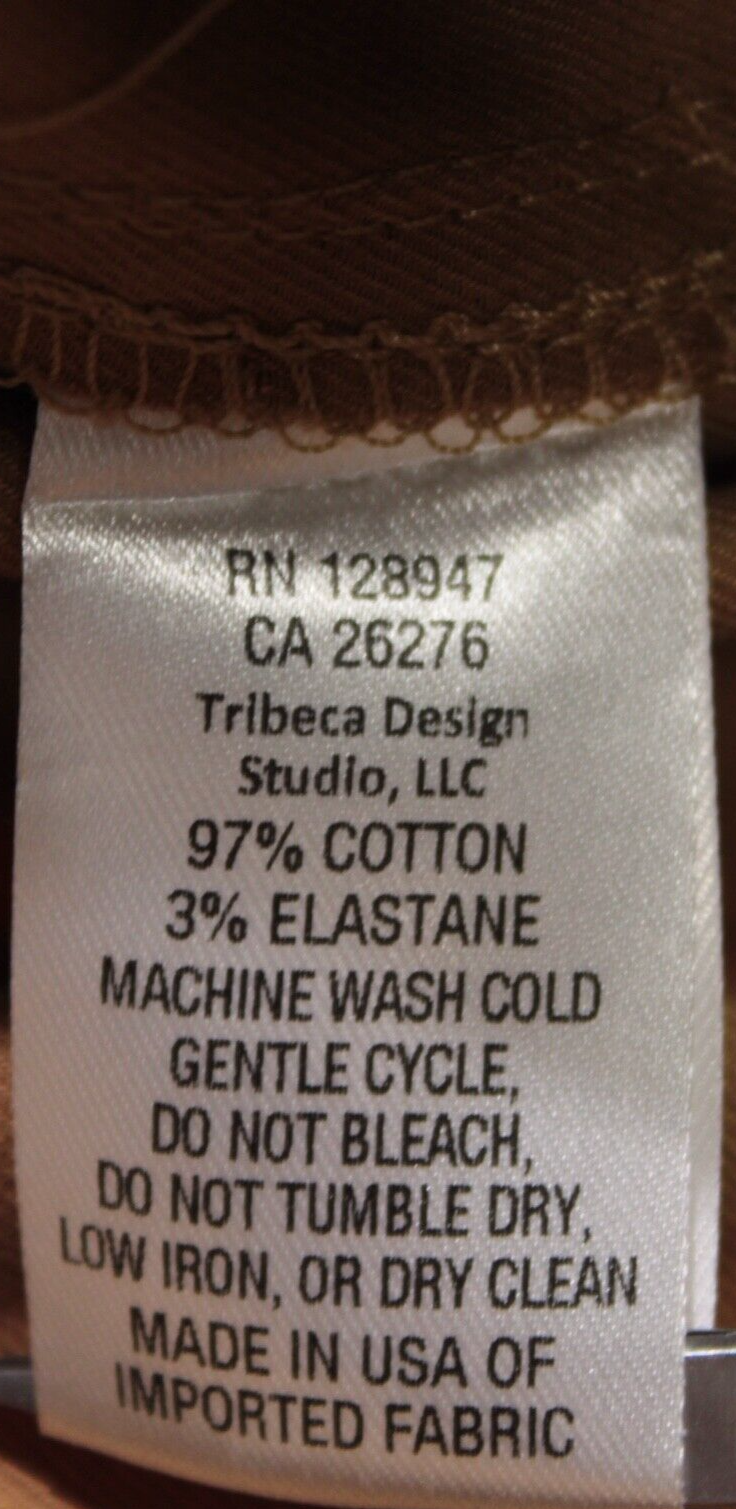 RN 128947
CA 26276
Tribeca Design
Studio, LLC
97% COTTON
3% ELASTANE
MACHINE WASH COLD
GENTLE CYCLE,
DO NOT BLEACH,
DO NOT TUMBLE DRY,
LOW IRON, OR DRY CLEAN
MADE IN USA OF
IMPORTED FABRIC